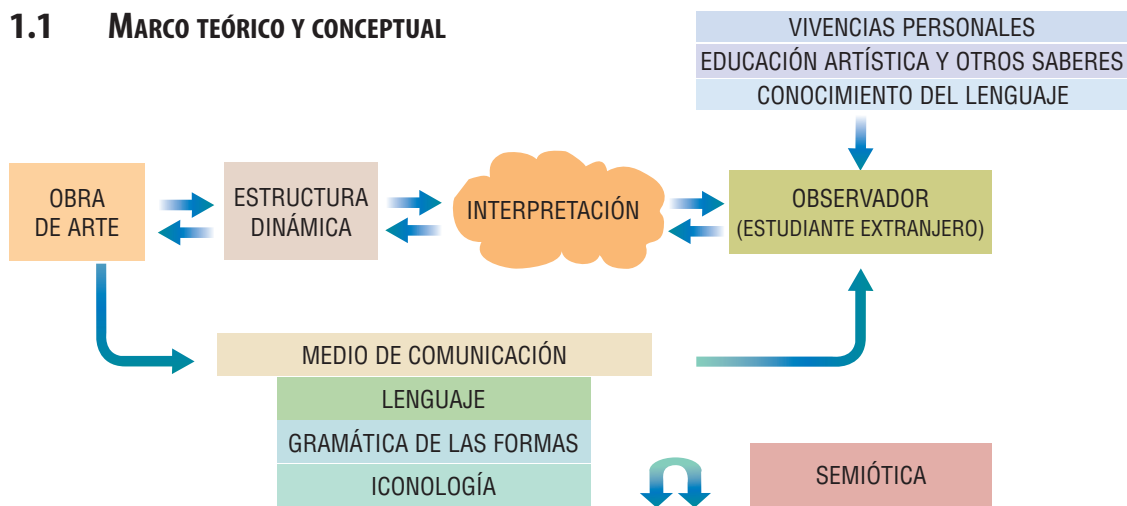 1.1 MARCO TEÓRICO Y CONCEPTUAL
VIVENCIAS PERSONALES
EDUCACIÓN ARTÍSTICA Y OTROS SABERES
CONOCIMIENTO DEL LENGUAJE
OBRA
DE ARTE
ESTRUCTURA
DINÁMICA
INTERPRETACIÓN
OBSERVADOR
(ESTUDIANTE EXTRANJERO)
MEDIO DE COMUNICACIÓN
LENGUAJE
GRAMÁTICA DE LAS FORMAS
ICONOLOGÍA
SEMIÓTICA